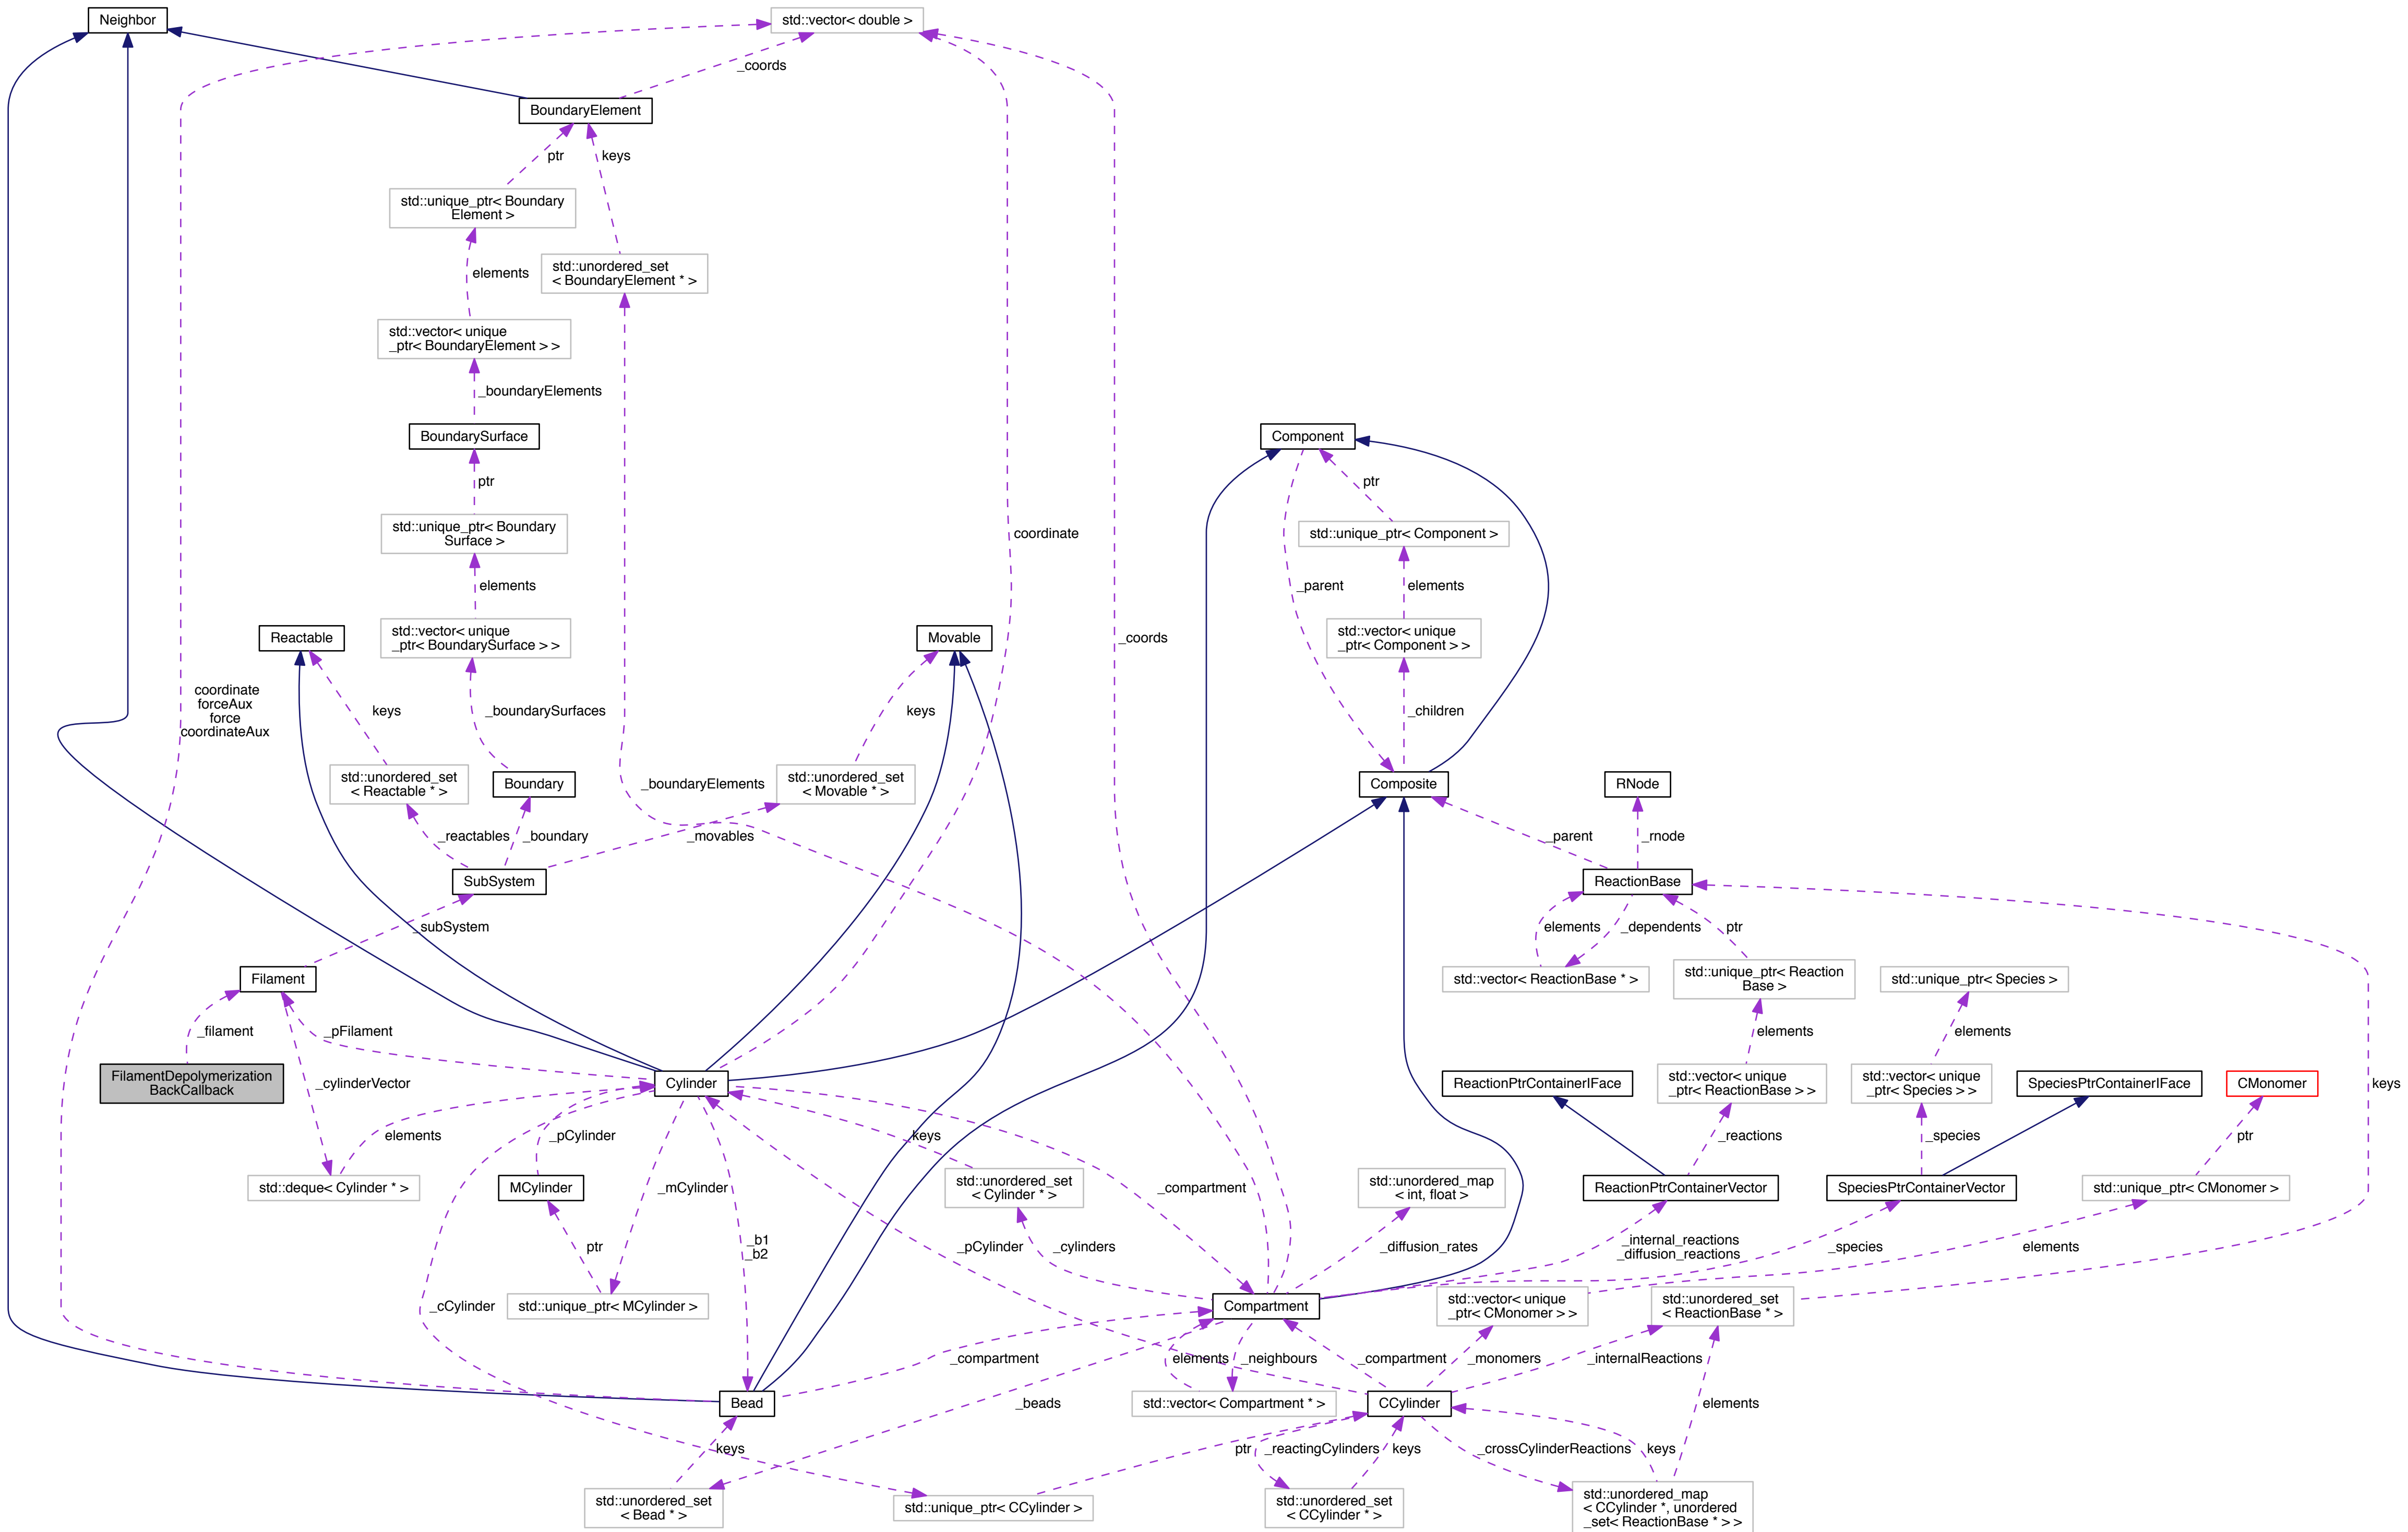 Neighbor
std::vector< double >
_coords
BoundaryElement
ptr
keys
std::unique_ptr< Boundary
Element >
std::unordered_set
< BoundaryElement * >
elements
std::vector< unique
_ptr< BoundaryElement > >
_boundaryElements
BoundarySurface
Component
ptr
ptr
std::unique_ptr< Boundary
Surface >
coordinate
std::unique_ptr< Component >
elements
_parent
elements
Reactable
std::vector< unique
_ptr< BoundarySurface > >
Movable
_coords
std::vector< unique
_ptr< Component > >
coordinate
forceAux
force
coordinateAux
keys
_boundarySurfaces
keys
_children
std::unordered_set
< Reactable * >
Boundary
_boundaryElements
std::unordered_set
< Movable * >
Composite
RNode
_reactables
_boundary
_movables
_parent
_rnode
SubSystem
ReactionBase
_subSystem
elements
_dependents
ptr
Filament
std::vector< ReactionBase * >
std::unique_ptr< Reaction
Base >
std::unique_ptr< Species >
_filament
_pFilament
elements
elements
FilamentDepolymerization
BackCallback
_cylinderVector
Cylinder
ReactionPtrContainerIFace
std::vector< unique
_ptr< ReactionBase > >
std::vector< unique
_ptr< Species > >
SpeciesPtrContainerIFace
CMonomer
keys
elements
_pCylinder
keys
_reactions
_species
ptr
std::deque< Cylinder * >
MCylinder
_mCylinder
std::unordered_set
< Cylinder * >
_compartment
std::unordered_map
< int, float >
ReactionPtrContainerVector
SpeciesPtrContainerVector
std::unique_ptr< CMonomer >
ptr
_b1
_b2
_pCylinder
_cylinders
_diffusion_rates
_internal_reactions
_diffusion_reactions
_species
elements
_cCylinder
std::unique_ptr< MCylinder >
Compartment
std::vector< unique
_ptr< CMonomer > >
std::unordered_set
< ReactionBase * >
_compartment
elements
_neighbours
_compartment
_monomers
_internalReactions
Bead
_beads
std::vector< Compartment * >
CCylinder
elements
keys
ptr
_reactingCylinders
keys
_crossCylinderReactions
keys
std::unordered_set
< Bead * >
std::unique_ptr< CCylinder >
std::unordered_set
< CCylinder * >
std::unordered_map
< CCylinder *, unordered
_set< ReactionBase * > >